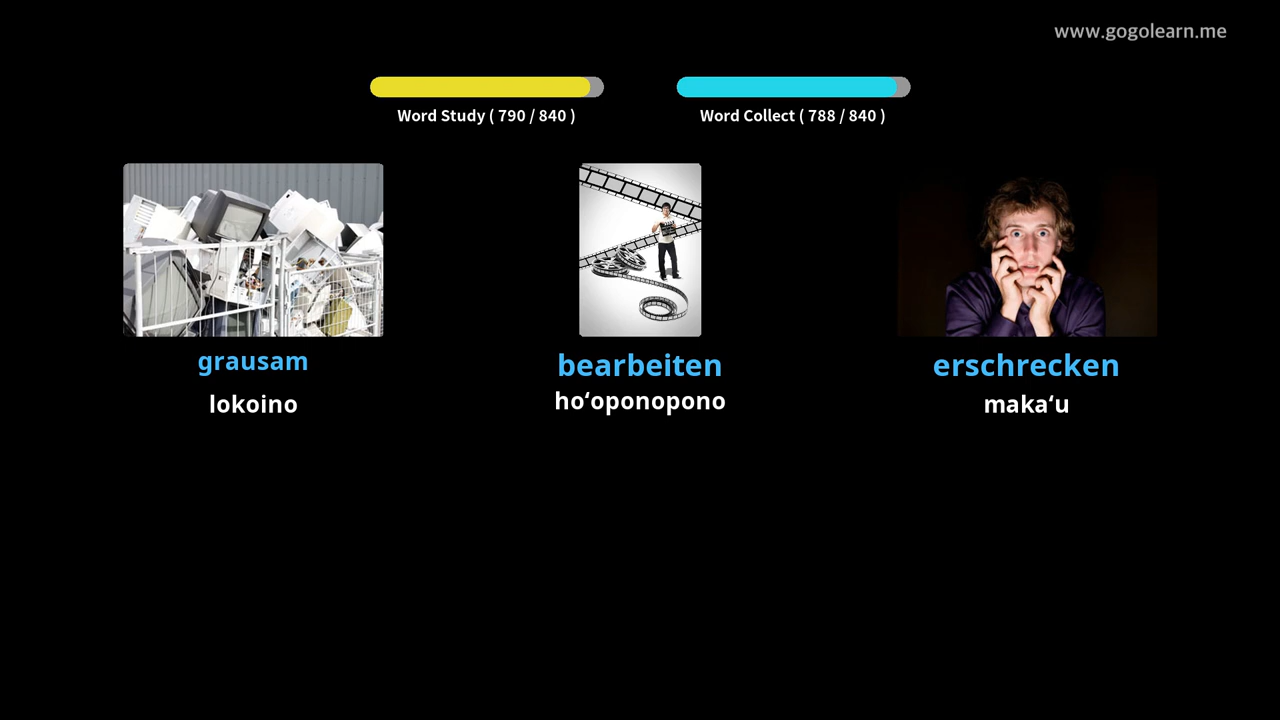 www.gogolearn.me
Word Study ( 790 / 840 )
Word Collect ( 788 / 840 )
grausam
lokoino
bearbeiten
hoʻoponopono
erschrecken
makaʻu